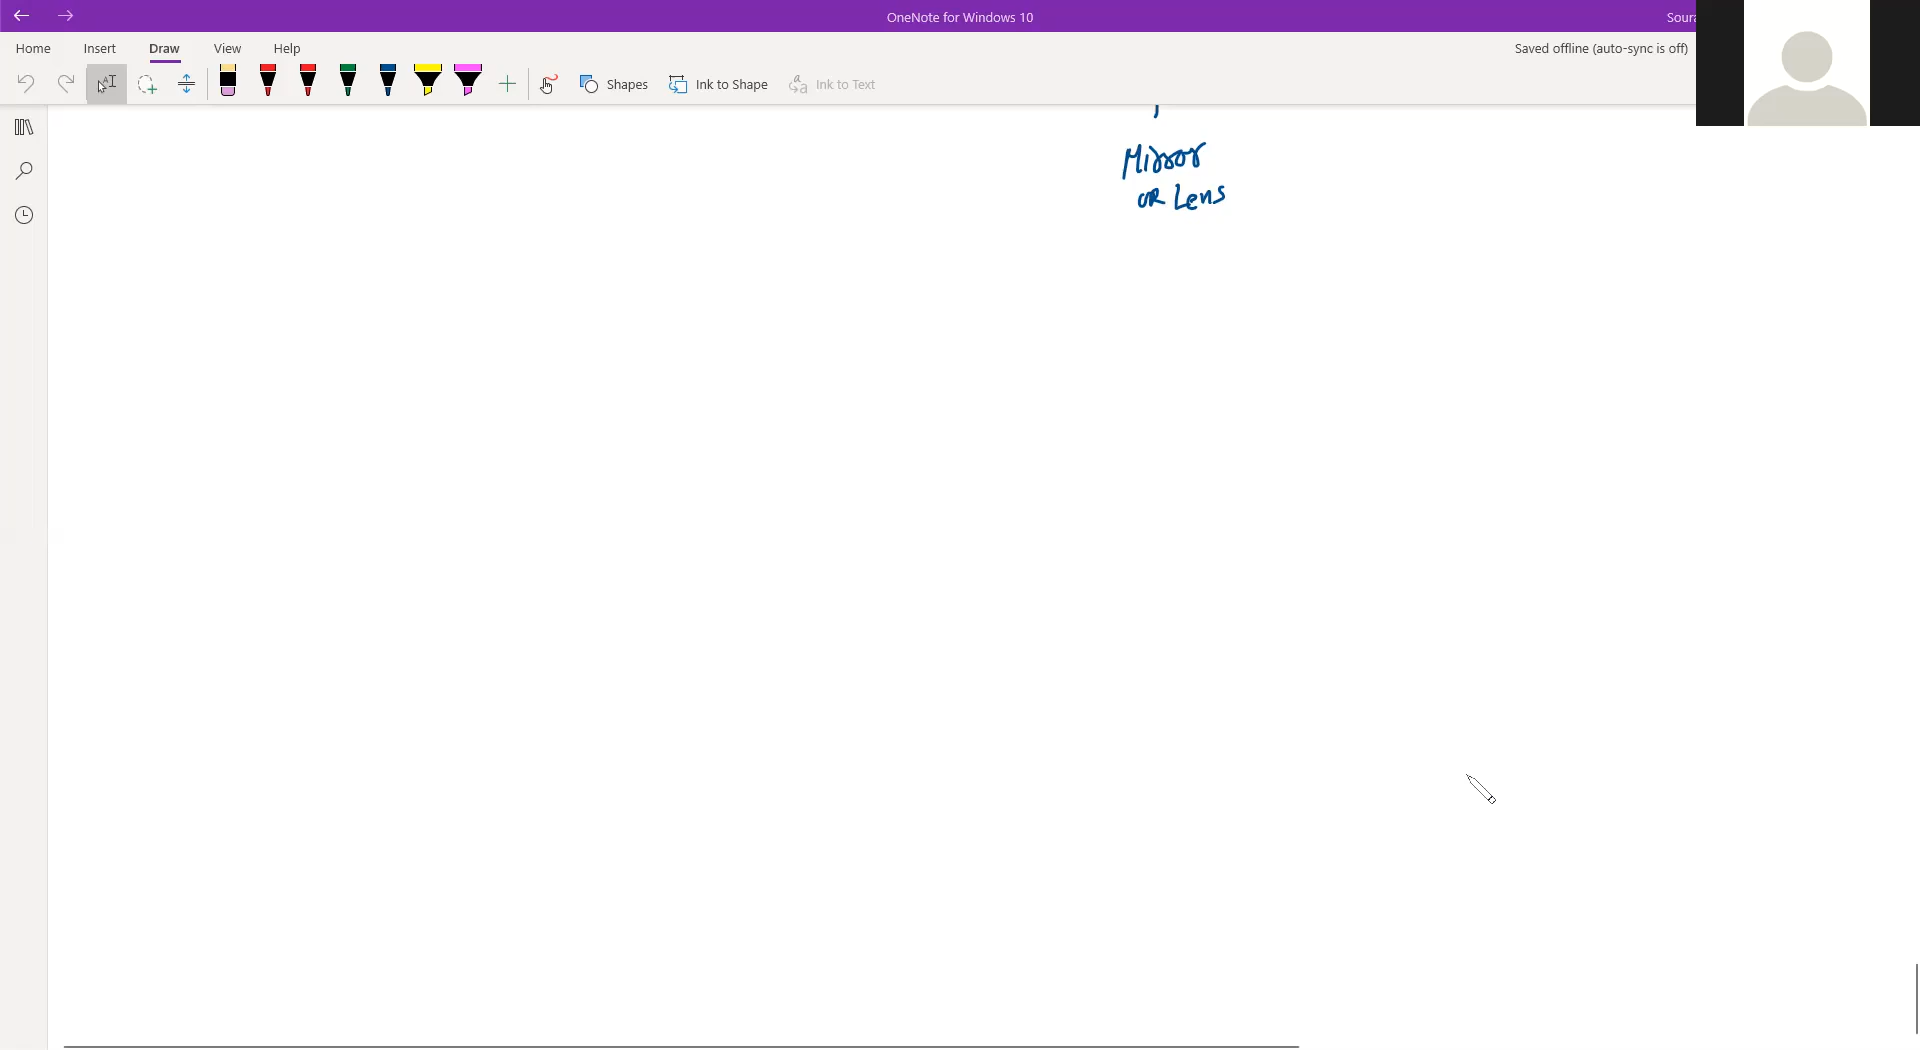 OneNote for Windows 10
Soura
Home Insert Draw View Help
Saved offline (auto-sync is off)
Shapes Ink to Shape Ink to Text
Mirror
OR Lens